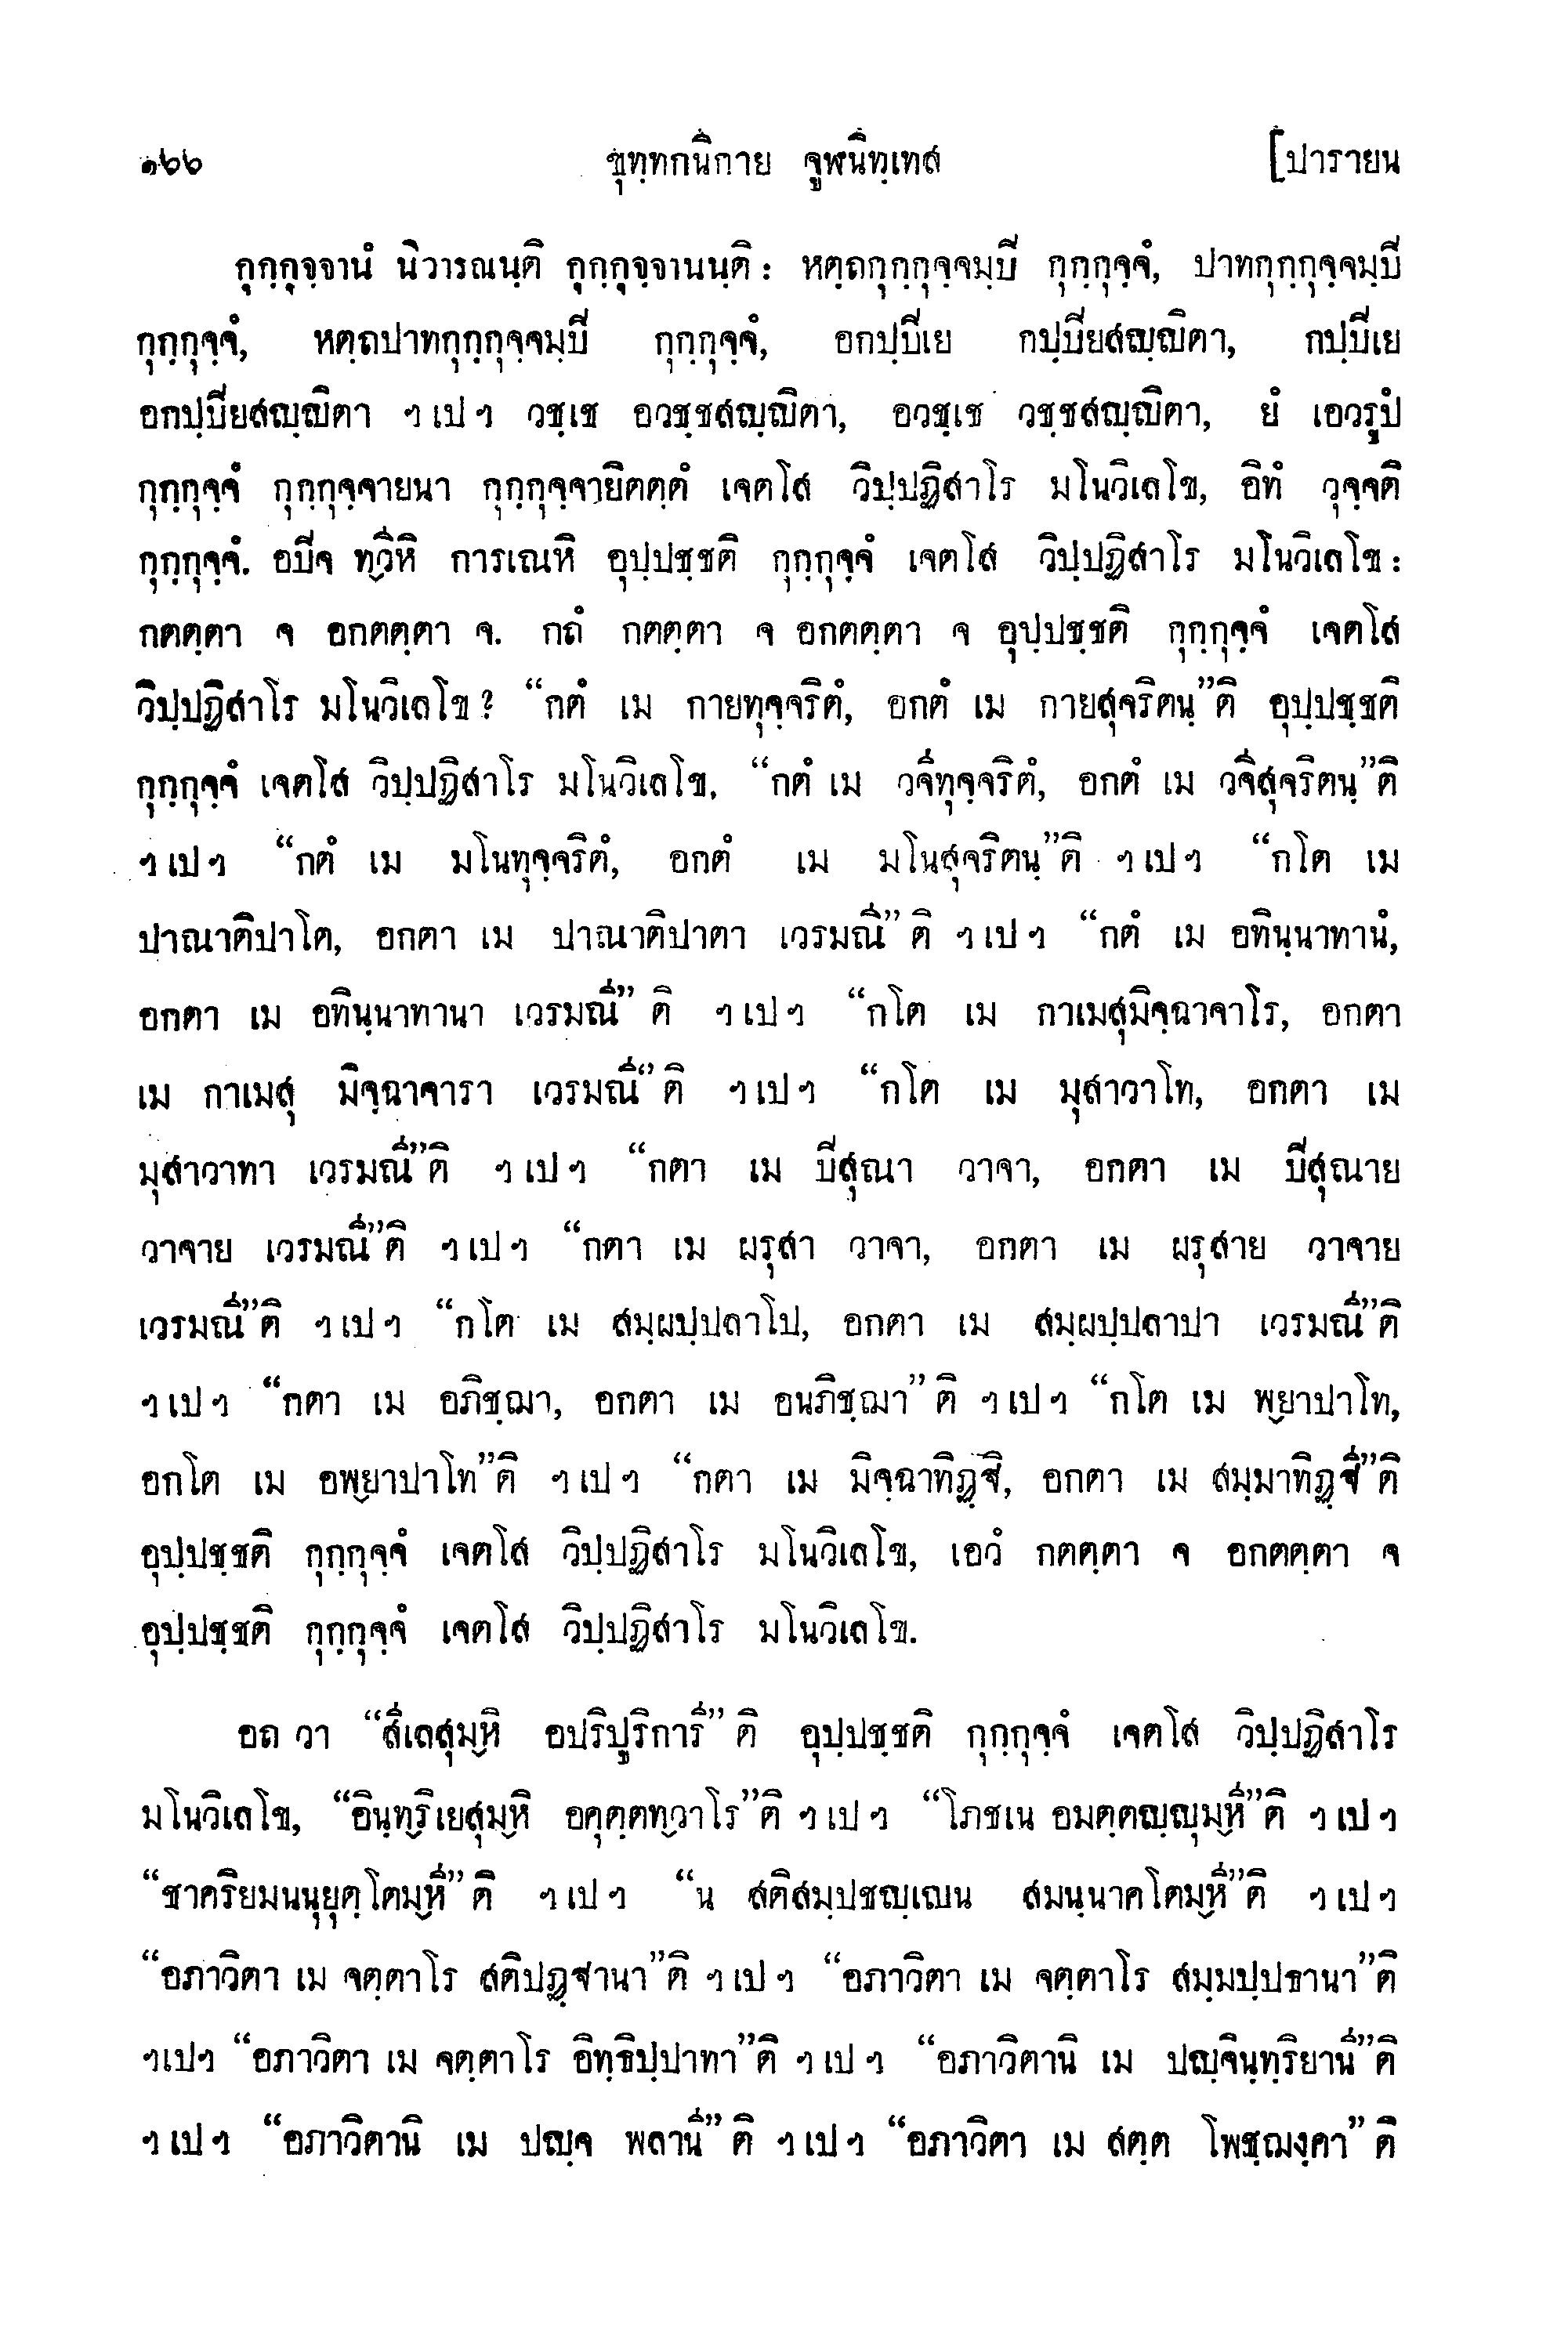 ๑๖๖ ขุทฺทกนิกาย จูฬนิทฺเทส [ปารายน
กุกฺกุจฺจานํ นิวารณนฺติ กุกฺกุจฺจานนฺติ : หตฺถกุกฺกุจฺจมฺปิ กุกฺกุจฺจํ, ปาทกุกฺกุจฺจมฺปิ
กุกฺกุจฺจํ, หตฺถปาทกุกฺกุจฺจมฺปิ กุกฺกุจฺจํ, อกปฺปิเย กปฺปิยสญฺญิตา, กปฺปิเย
อกปฺปิยสญฺญิตา ฯ เป ฯ วชฺเช อวชฺชสญฺญิตา, อวชฺเช วชฺชสญฺญิตา, ยํ เอวรูปํ
กุกฺกุจฺจํ กุกฺกุจฺจายนา กุกฺกุจฺจายิตตฺตํ เจตโส วิปฺปฏิสาโร มโนวิเลโข, อิทํ วุจฺจติ
กุกฺกุจฺจํ. อปิจ ทฺวีหิ การเณหิ อุปฺปชฺชติ กุกฺกุจฺจํ เจตโส วิปฺปฏิสาโร มโนวิเลโข :
กตตฺตา จ อกตตฺตา จ. กถํ กตตฺตา จ อกตตฺตา จ อุปฺปชฺชติ กุกฺกุจฺจํ เจตโส
วิปฺปฏิสาโร มโนวิเลโข ? “กตํ เม กายทุจฺจริตํ, อกตํ เม กายสุจริตนฺ”ติ อุปฺปชฺชติ
กุกฺกุจฺจํ เจตโส วิปฺปฏิสาโร มโนวิเลโข. “กตํ เม วจีทุจฺจริตํ, อกตํ เม วจีสุจริตนฺ”ติ
ฯ เป ฯ “กตํ เม มโนทุจฺจริตํ, อกตํ เม มโนสุจริตนฺ”ติ ฯ เป ฯ “กโต เม
ปาณาติปาโต, อกตา เม ปาณาติปาตา เวรมณี” ติ ฯ เป ฯ “กตํ เม อทินฺนาทานํ,
อกตา เม อทินฺนาทานา เวรมณี” ติ ฯ เป ฯ “กโต เม กาเมสุมิจฺฉาจาโร, อกตา
เม กาเมสุ มิจฺฉาจารา เวรมณี” ติ ฯ เป ฯ “กโต เม มุสาวาโท, อกตา เม
มุสาวาทา เวรมณี”ติ ฯ เป ฯ “กตา เม ปิสุณา วาจา, อกตา เม ปิสุณาย
วาจาย เวรมณี”ติ ฯ เป ฯ “กตา เม ผรุสา วาจา, อกตา เม ผรุสาย วาจาย
เวรมณี”ติ ฯ เป ฯ “กโต เม สมฺผปฺปลาโป, อกตา เม สมฺผปฺปลาปา เวรมณี”ติ
ฯ เป ฯ “กตา เม อภิชฺฌา, อกตา เม อนภิชฺฌา” ติ ฯ เป ฯ “กโต เม พฺยาปาโท,
อกโต เม อพฺยาปาโท”ติ ฯ เป ฯ “กตา เม มิจฺฉาทิฏฺฐิ, อกตา เม สมฺมาทิฏฺฐี”ติ
อุปฺปชฺชติ กุกฺกุจฺจํ เจตโส วิปฺปฏิสาโร มโนวิเลโข, เอวํ กตตฺตา จ อกตตฺตา จ
อุปฺปชฺชติ กุกฺกุจฺจํ เจตโส วิปฺปฏิสาโร มโนวิเลโข.
อถ วา “สีเลสุมฺหิ อปริปูริการี” ติ อุปฺปชฺชติ กุกฺกุจฺจํ เจตโส วิปฺปฏิสาโร
มโนวิเลโข, “อินฺทฺริเยสุมฺหิ อคุตฺตทฺวาโร”ติ ฯ เป ฯ “โภชเน อมตฺตญฺญุมฺหี”ติ ฯ เป ฯ
“ชาคริยมนนุยุตฺโตมฺหี” ติ ฯ เป ฯ “น สติสมฺปชญฺเญน สมนฺนาคโตมฺหี”ติ ฯ เป ฯ
“อภาวิตา เม จตฺตาโร สติปฏฺฐานา”ติ ฯ เป ฯ “อภาวิตา เม จตฺตาโร สมฺมปฺปธานา”ติ
ฯเปฯ “อภาวิตา เม จตฺตาโร อิทฺธิปฺปาทา”ติ ฯ เป ฯ “อภาวิตานิ เม ปญฺจินฺทฺริยานี”ติ
ฯ เป ฯ “อภาวิตานิ เม ปญฺจ พลานี” ติ ฯ เป ฯ “อภาวิตา เม สตฺต โพชฺฌงฺคา” ติ